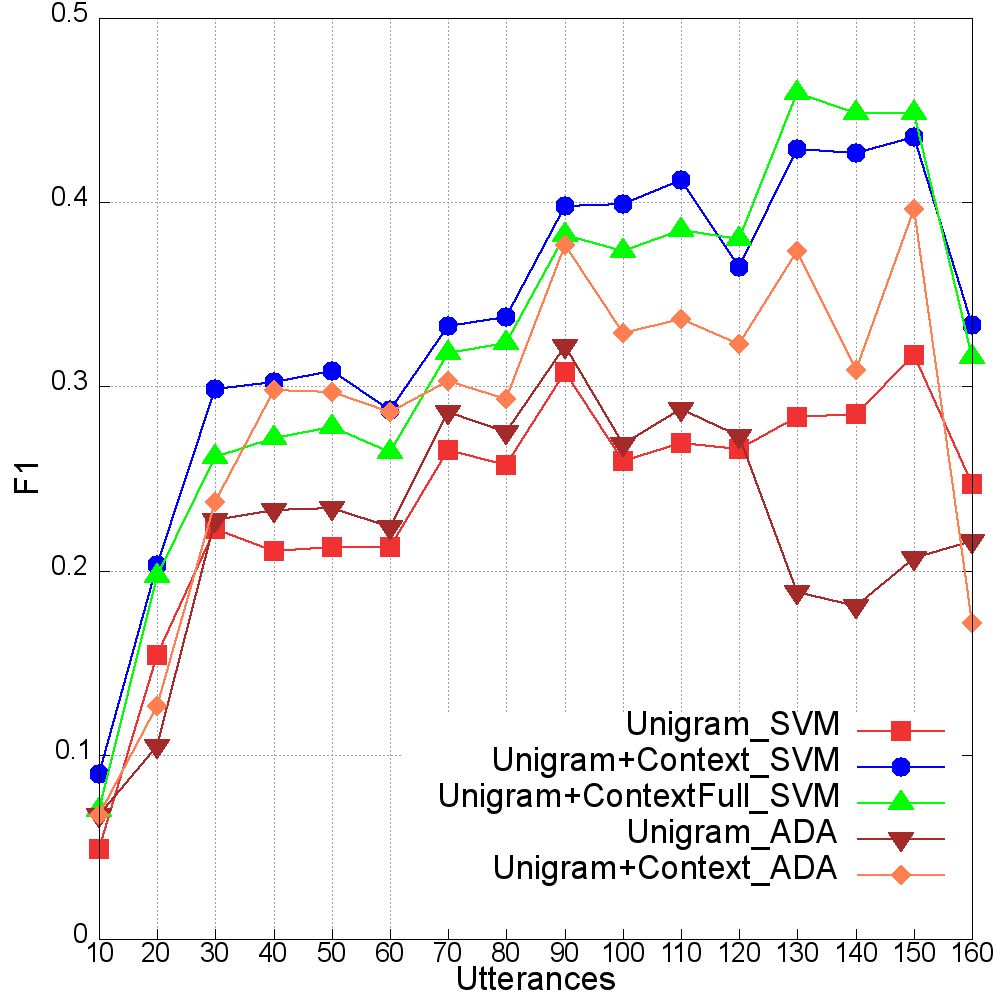 0.5
0.4
0.3
0.2
0.1
0
F1
10 20 30 40 50 60 70 80 90 100 110 120 130 140 150 160
Utterances
Unigram_SVM
Unigram+Context_SVM
Unigram+ContextFull_SVM
Unigram_ADA
Unigram+Context_ADA